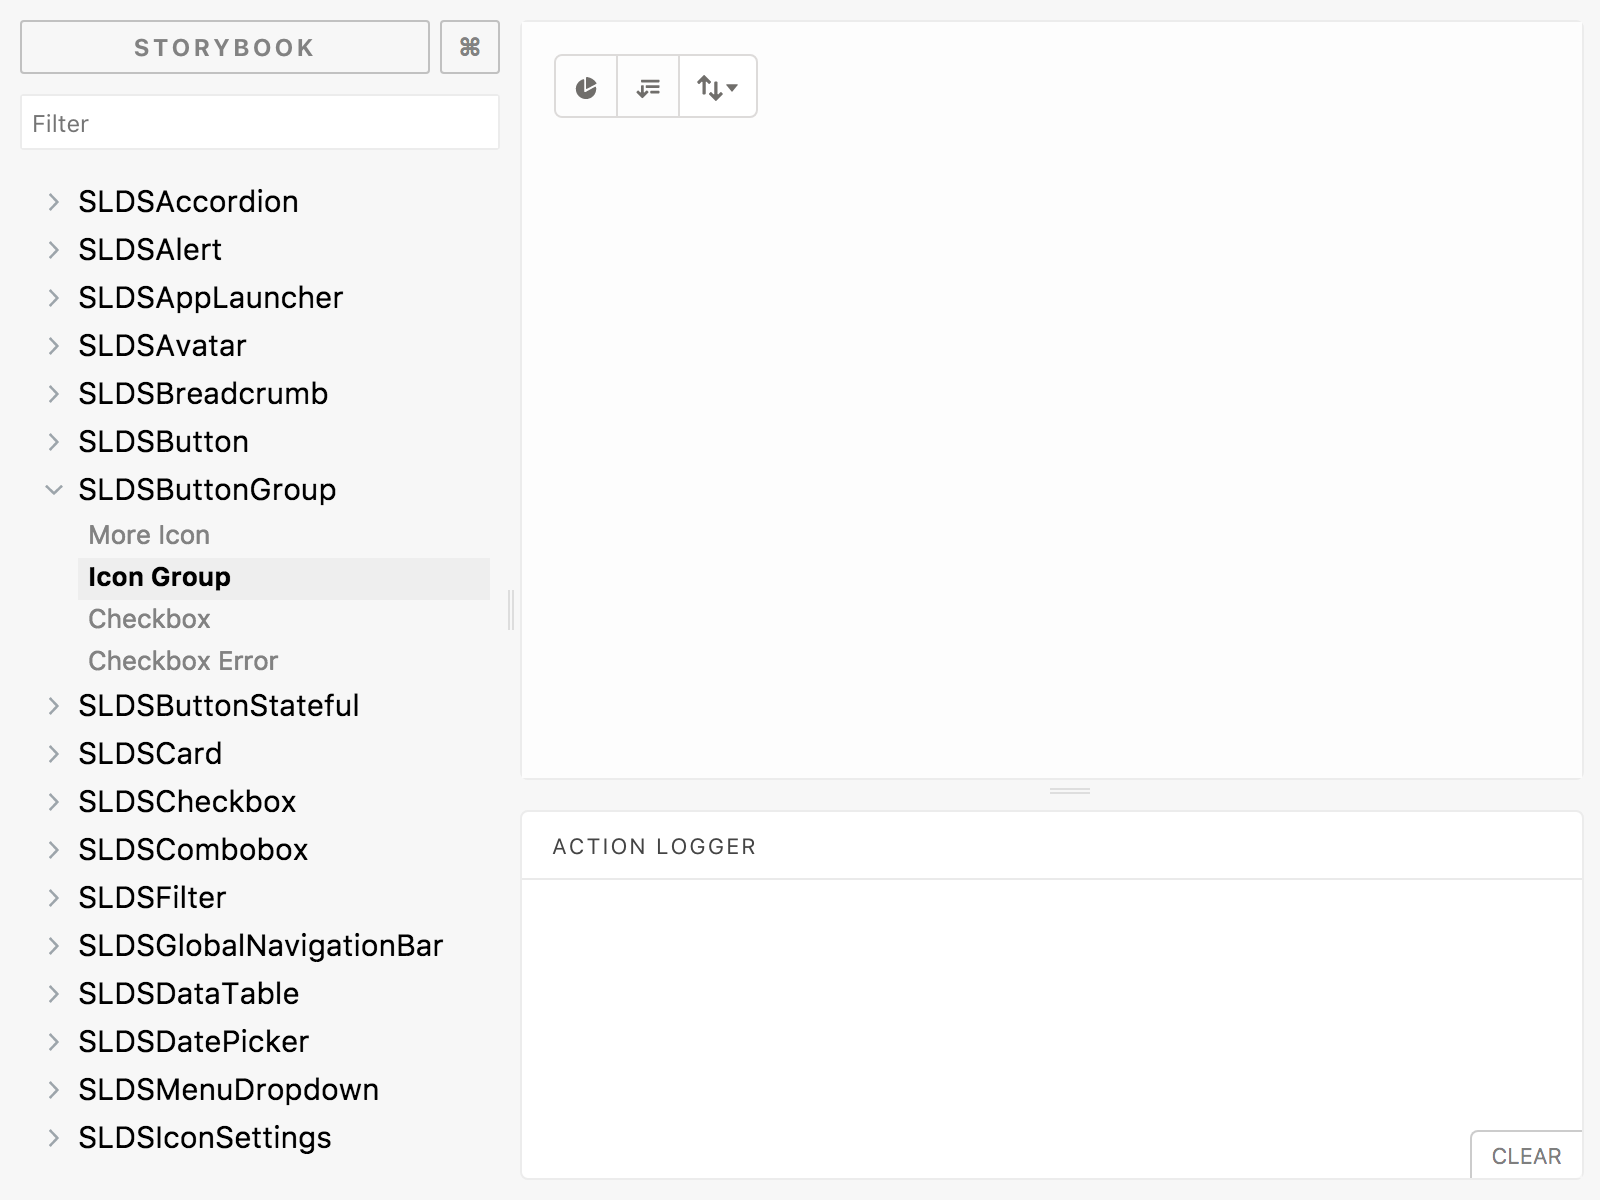 STORYBOOK
⌘
Filter
SLDSAccordion
SLDSAlert
SLDSAppLauncher
SLDSAvatar
SLDSBreadcrumb
SLDSButton
SLDSButtonGroup
More Icon
Icon Group
Checkbox
Checkbox Error
SLDSButtonStateful
SLDSCard
SLDSCheckbox
SLDSCombobox
SLDSFilter
SLDSGlobalNavigationBar
SLDSDataTable
SLDSDatePicker
SLDSMenuDropdown
SLDSIconSettings
ACTION LOGGER
CLEAR